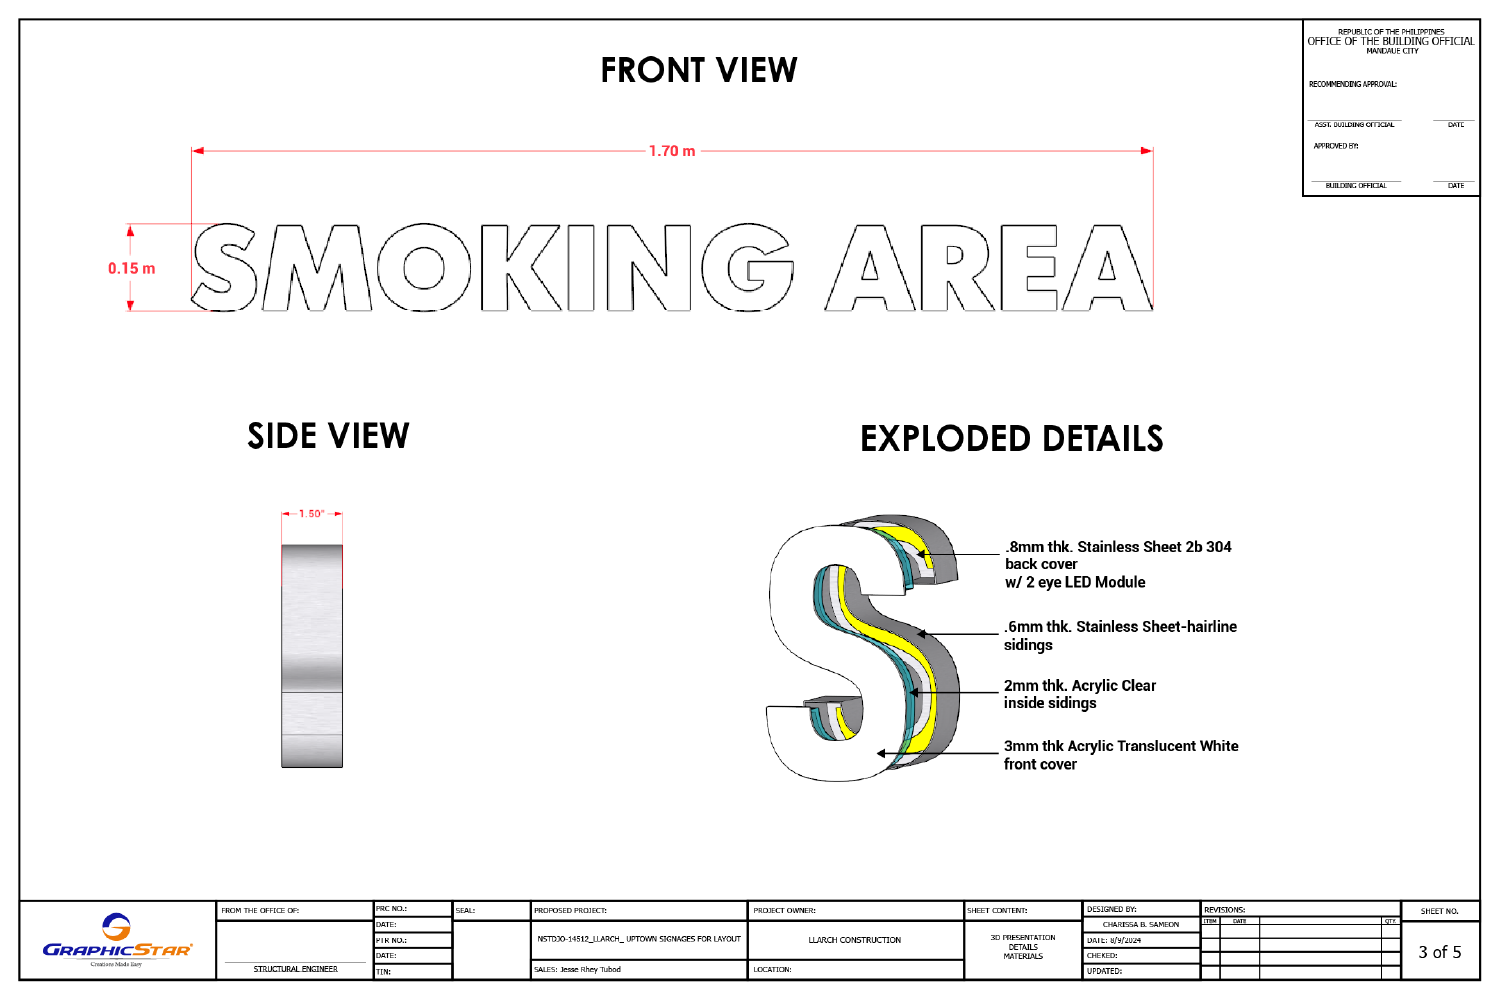 REPUBLIC OF THE PHILIPPINES
OFFICE OF THE BUILDING OFFICIAL
MANDAUE CITY
RECOMMENDING APPROVAL:
ASST. BUILDING OFFICIAL DATE
APPROVED BY:
BUILDING OFFICIAL DATE
FRONT VIEW
1.70 m
0.15 m
SMOKING AREA
SIDE VIEW
1.50"
EXPLODED DETAILS
.8mm thk. Stainless Sheet 2b 304
back cover
w/ 2 eye LED Module
.6mm thk. Stainless Sheet-hairline
sidings
2mm thk. Acrylic Clear
inside sidings
3mm thk Acrylic Translucent White
front cover
GRAPHICSTAR
Creations Made Easy
FROM THE OFFICE OF:
STRUCTURAL ENGINEER
PRC NO.:
DATE:
PTR NO.:
DATE:
TIN:
SEAL:
PROPOSED PROJECT:
NSTDJO-14512_LLARCH_ UPTOWN SIGNAGES FOR LAYOUT
SALES: Jesse Rhey Tubod
PROJECT OWNER:
LLARCH CONSTRUCTION
LOCATION:
SHEET CONTENT:
3D PRESENTATION
DETAILS
MATERIALS
DESIGNED BY:
CHARISSA B. SAMEON
DATE: 8/9/2024
CHEKED:
UPDATED:
REVISIONS:
ITEM DATE QTY.
SHEET NO.
3 of 5